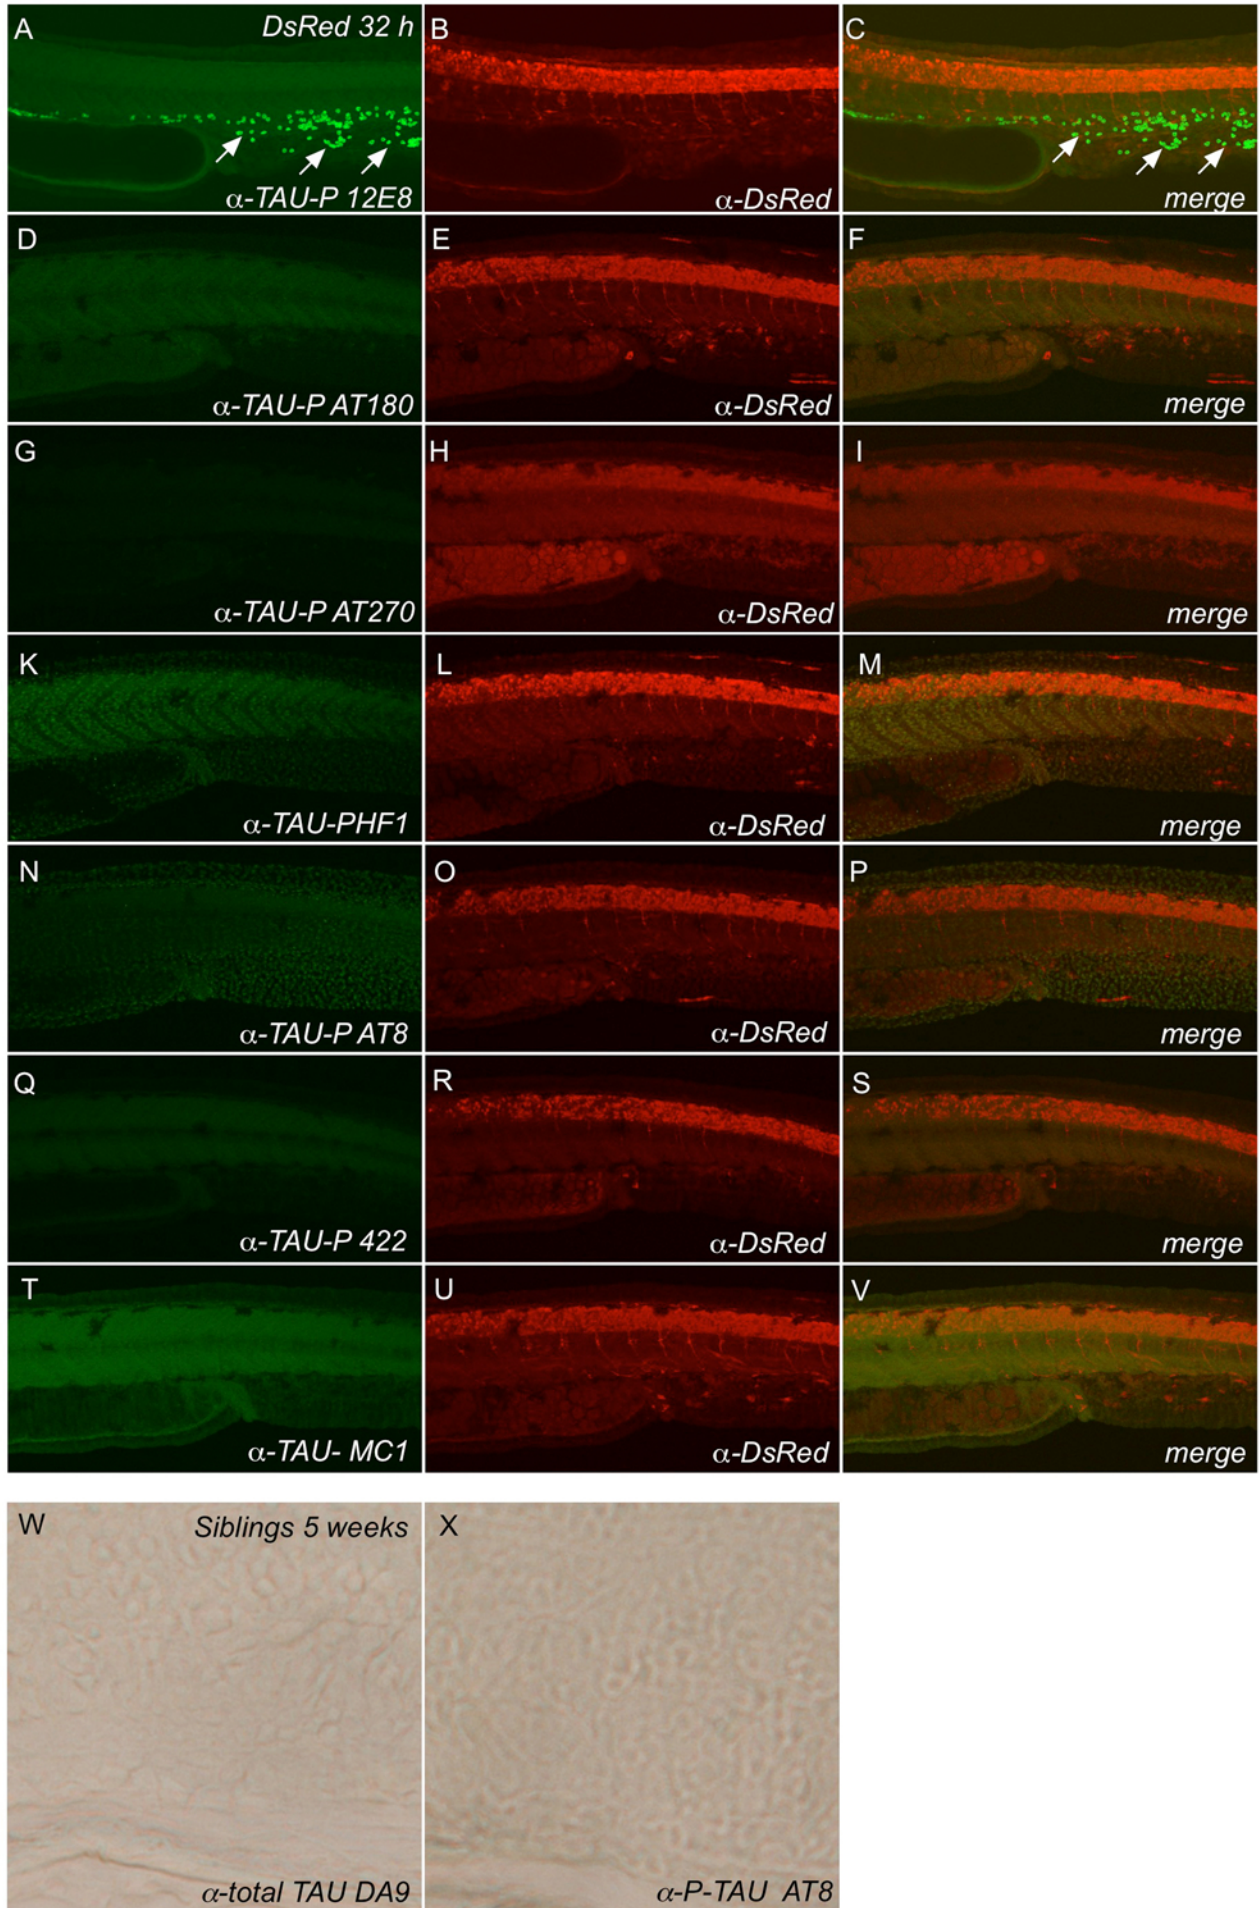 A DsRed 32 h B C
α-TAU-P 12E8 α-DsRed merge
D E F
α-TAU-P AT180 α-DsRed merge
G H I
α-TAU-P AT270 α-DsRed merge
K L M
α-TAU-PHF1 α-DsRed merge
N O P
α-TAU-P AT8 α-DsRed merge
Q R S
α-TAU-P 422 α-DsRed merge
T U V
α-TAU- MC1 α-DsRed merge
W Siblings 5 weeks X
α-total TAU DA9 α-P-TAU AT8